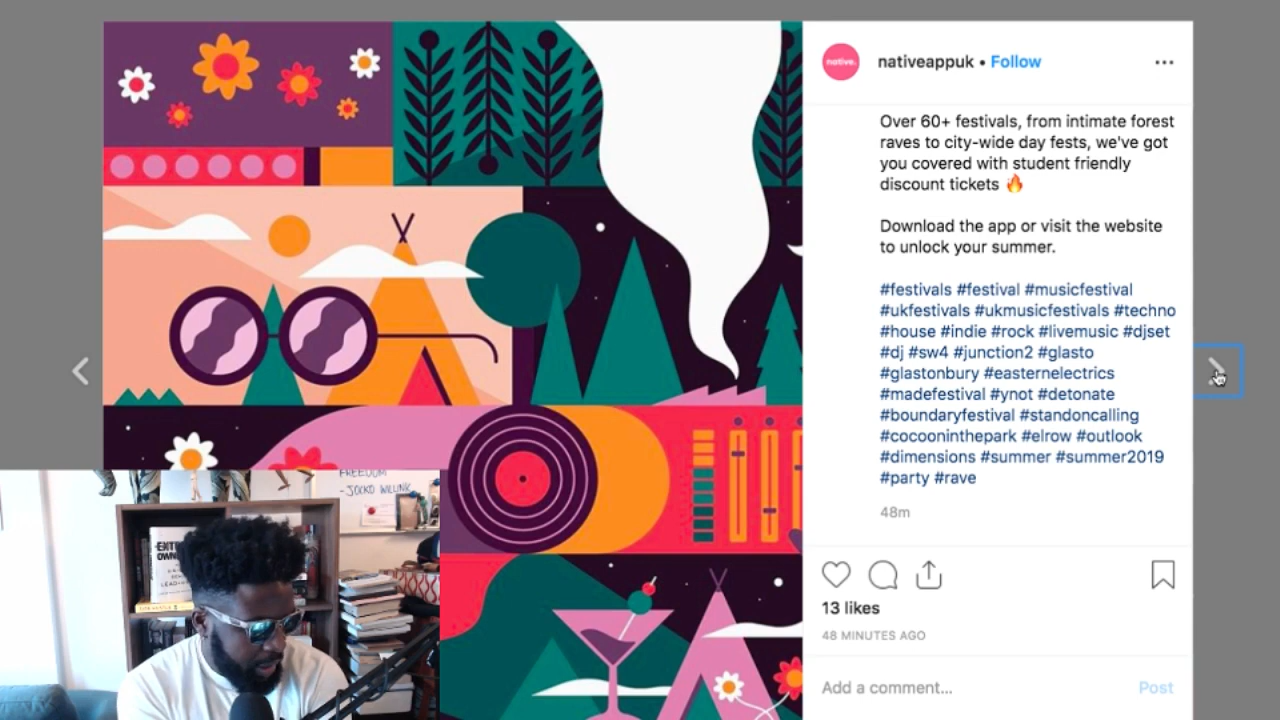 native.
nativeappuk • Follow
Over 60+ festivals, from intimate forest
raves to city-wide day fests, we've got
you covered with student friendly
discount tickets 🔥
Download the app or visit the website
to unlock your summer.
#festivals #festival #musicfestival
#ukfestivals #ukmusicfestivals #techno
#house #indie #rock #livemusic #djset
#dj #sw4 #junction2 #glasto
#glastonbury #easternelectrics
#madefestival #ynot #detonate
#boundaryfestival #standoncalling
#cocooninthepark #elrow #outlook
#dimensions #summer #summer2019
#party #rave
48m
13 likes
48 MINUTES AGO
Add a comment... Post
FREEDOM
- JOCKO WILLINK